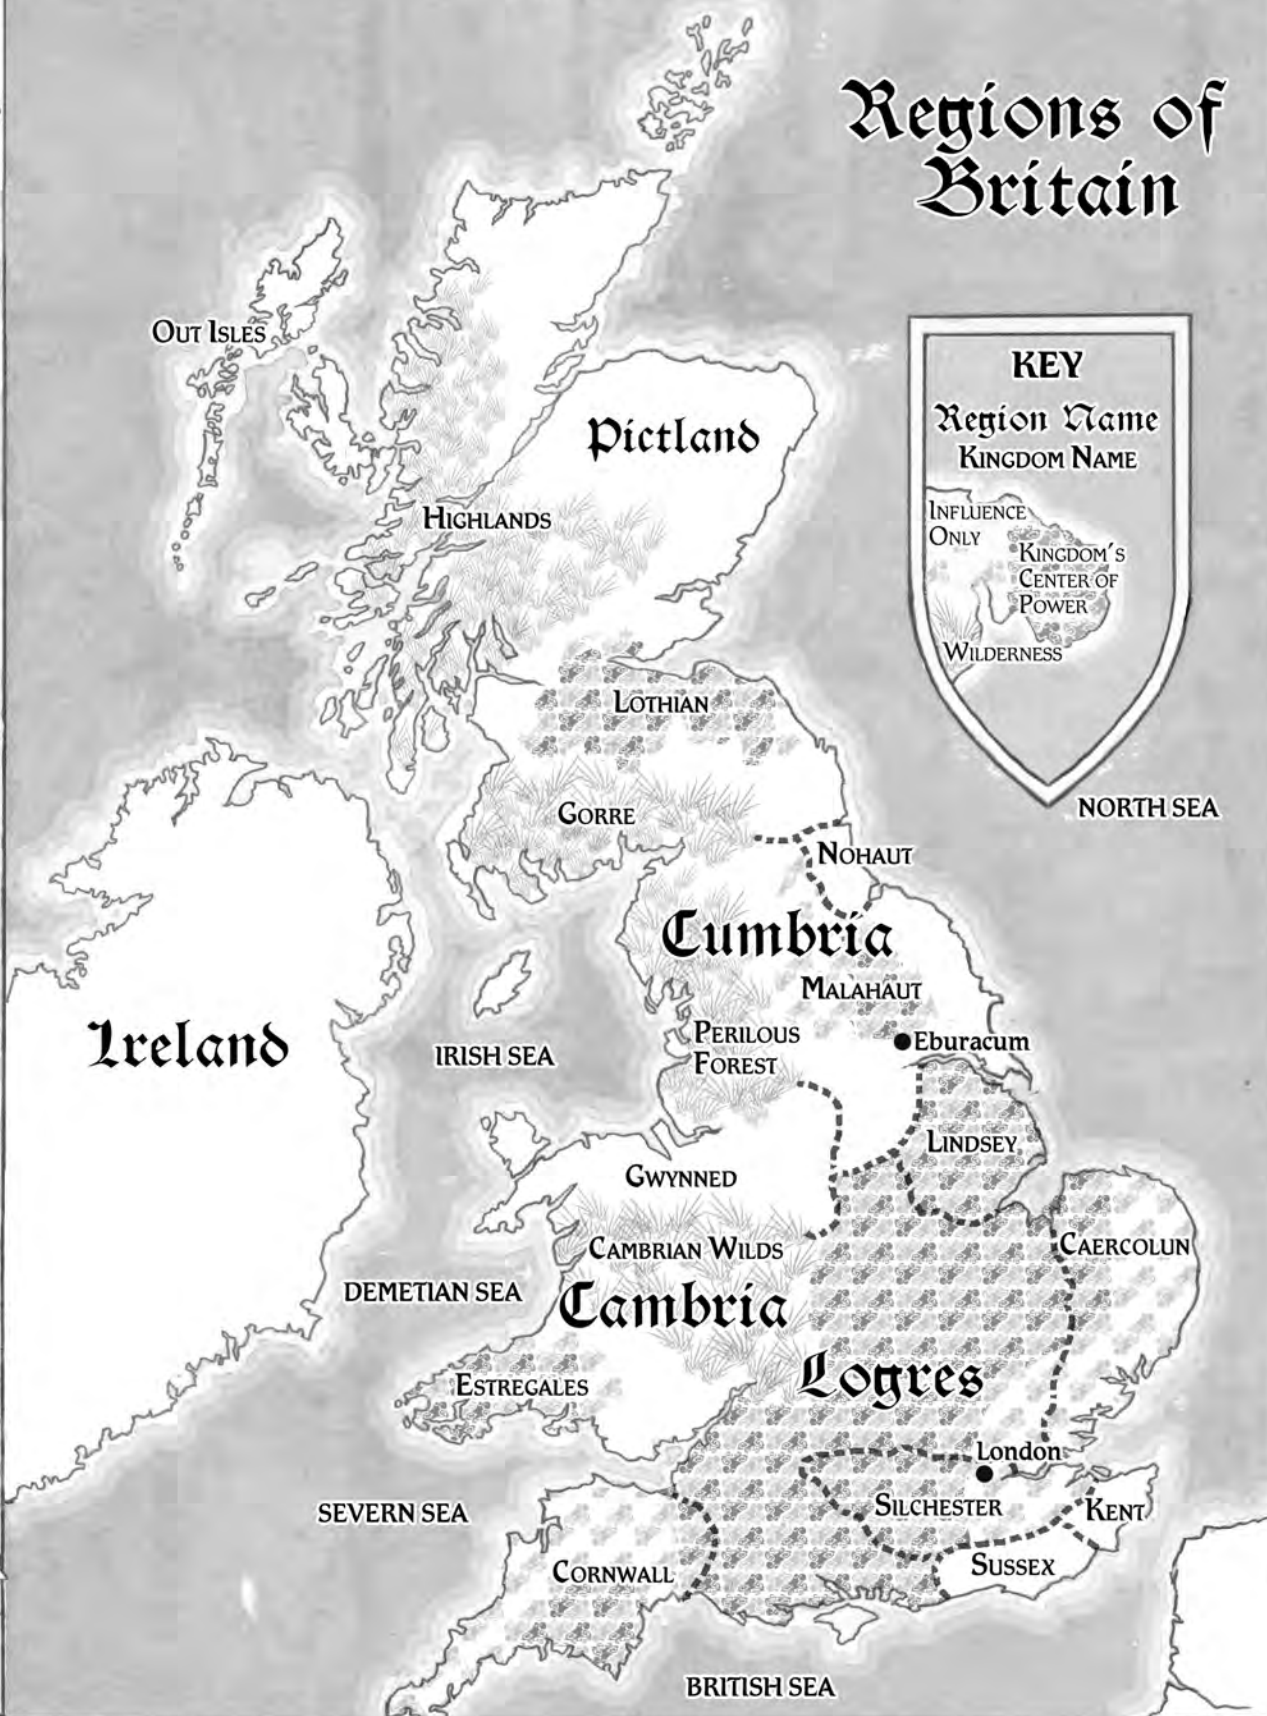 Regions of
Britain
OUT ISLES
KEY
Region Name
KINGDOM NAME
INFLUENCE
ONLY
KINGDOM'S
CENTER OF
POWER
WILDERNESS
Pictland
HIGHLANDS
LOTHIAN
NORTH SEA
GORRE
NOHAUT
Cumbria
MALAHAUT
Ireland
IRISH SEA
PERILOUS
FOREST
Eburacum
LINDSEY
GWYNNED
CAMBRIAN WILDS
CAERCOLUN
DEMETIAN SEA
Cambria
Logres
ESTREGALES
London
SEVERN SEA
SILCHESTER
KENT
CORNWALL
SUSSEX
BRITISH SEA